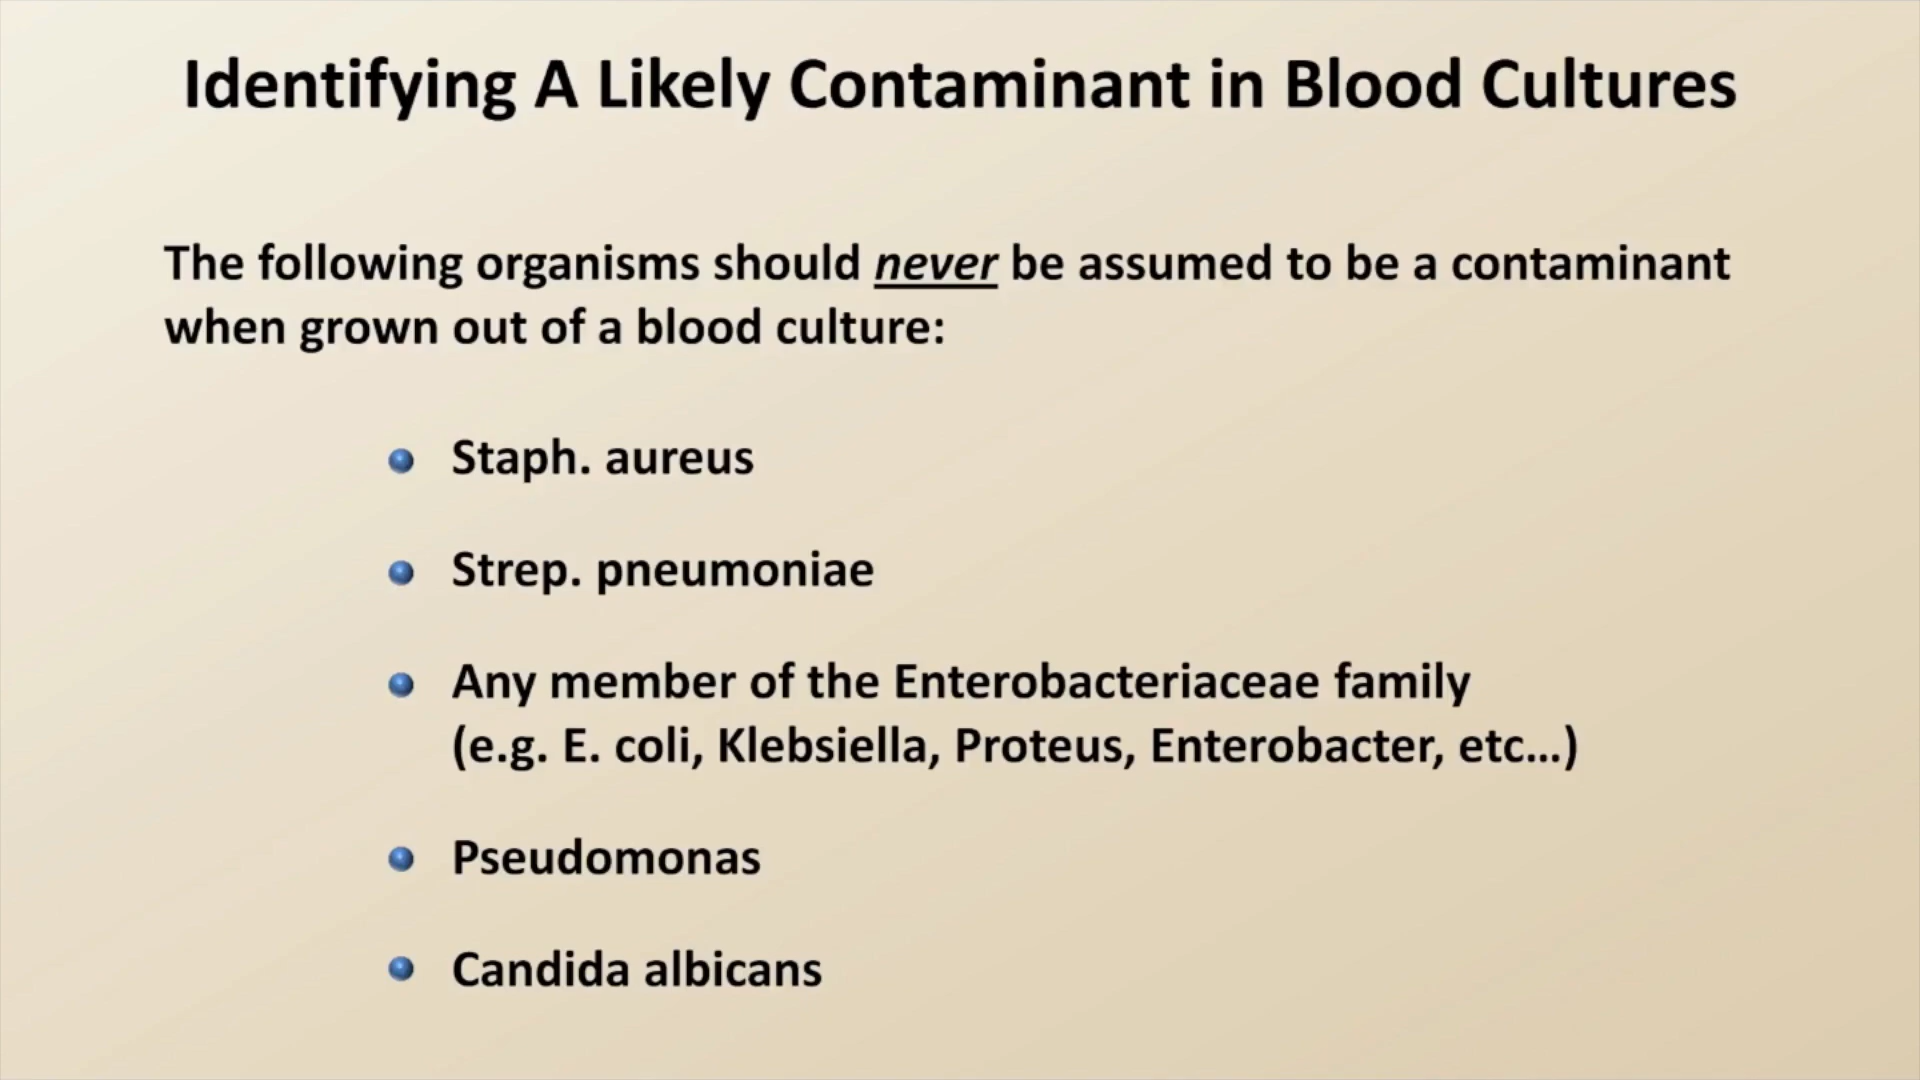 Identifying A Likely Contaminant in Blood Cultures
The following organisms should never be assumed to be a contaminant
when grown out of a blood culture:
Staph. aureus
Strep. pneumoniae
Any member of the Enterobacteriaceae family
(e.g. E. coli, Klebsiella, Proteus, Enterobacter, etc...)
Pseudomonas
Candida albicans